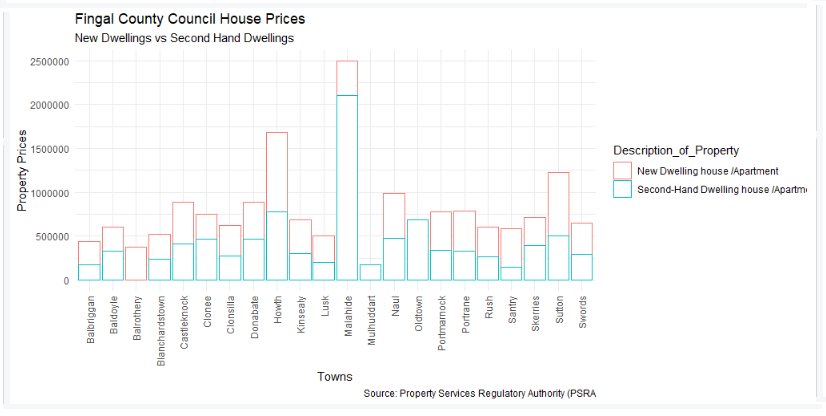 Fingal County Council House Prices
New Dwellings vs Second Hand Dwellings
2500000
2000000
1500000
1000000
500000
0
Property Prices
Description_of_Property
New Dwelling house /Apartment
Second-Hand Dwelling house /Apartme
Balbriggan
Baldoyle
Balrothery
Blanchardstown
Castleknock
Clonee
Clonsilla
Donabate
Howth
Kinsealy
Lusk
Malahide
Mulhuddart
Naul
Oldtown
Portmarnock
Portrane
Rush
Santry
Skerries
Sutton
Swords
Towns
Source: Property Services Regulatory Authority (PSRA